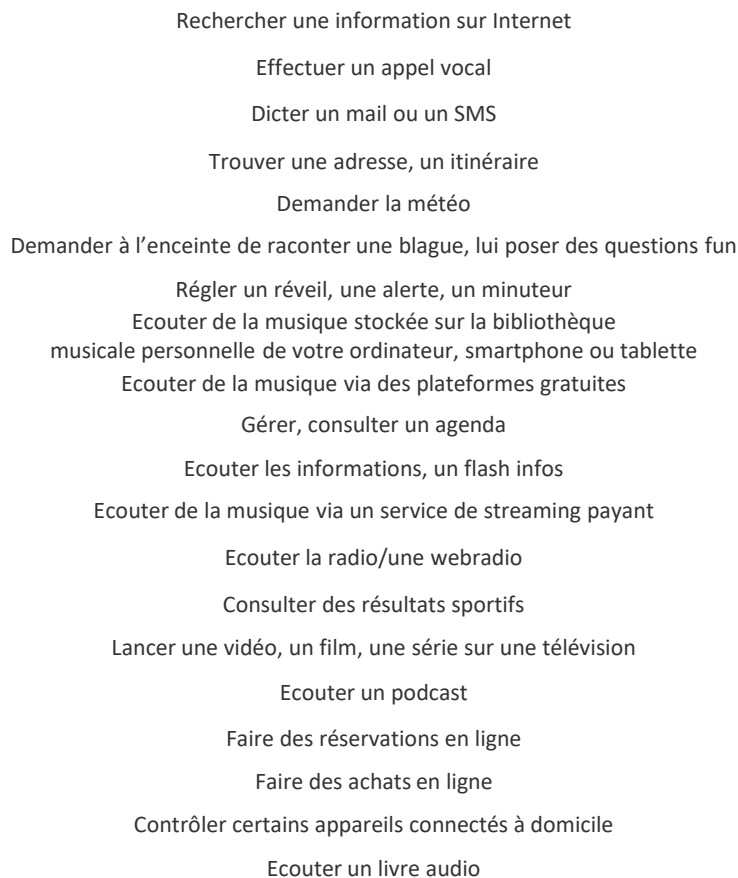 Rechercher une information sur Internet
Effectuer un appel vocal
Dicter un mail ou un SMS
Trouver une adresse, un itinéraire
Demander la météo
Demander à l’enceinte de raconter une blague, lui poser des questions fun
Régler un réveil, une alerte, un minuteur
Ecouter de la musique stockée sur la bibliothèque
musicale personnelle de votre ordinateur, smartphone ou tablette
Ecouter de la musique via des plateformes gratuites
Gérer, consulter un agenda
Ecouter les informations, un flash infos
Ecouter de la musique via un service de streaming payant
Ecouter la radio/une webradio
Consulter des résultats sportifs
Lancer une vidéo, un film, une série sur une télévision
Ecouter un podcast
Faire des réservations en ligne
Faire des achats en ligne
Contrôler certains appareils connectés à domicile
Ecouter un livre audio